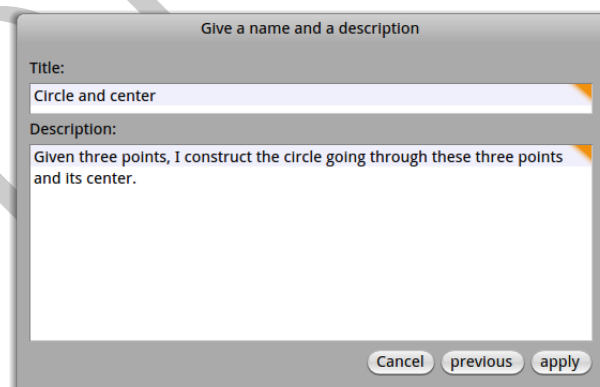 Give a name and a description
Title:
Circle and center
Description:
Given three points, I construct the circle going through these three points
and its center.
Cancel previous apply